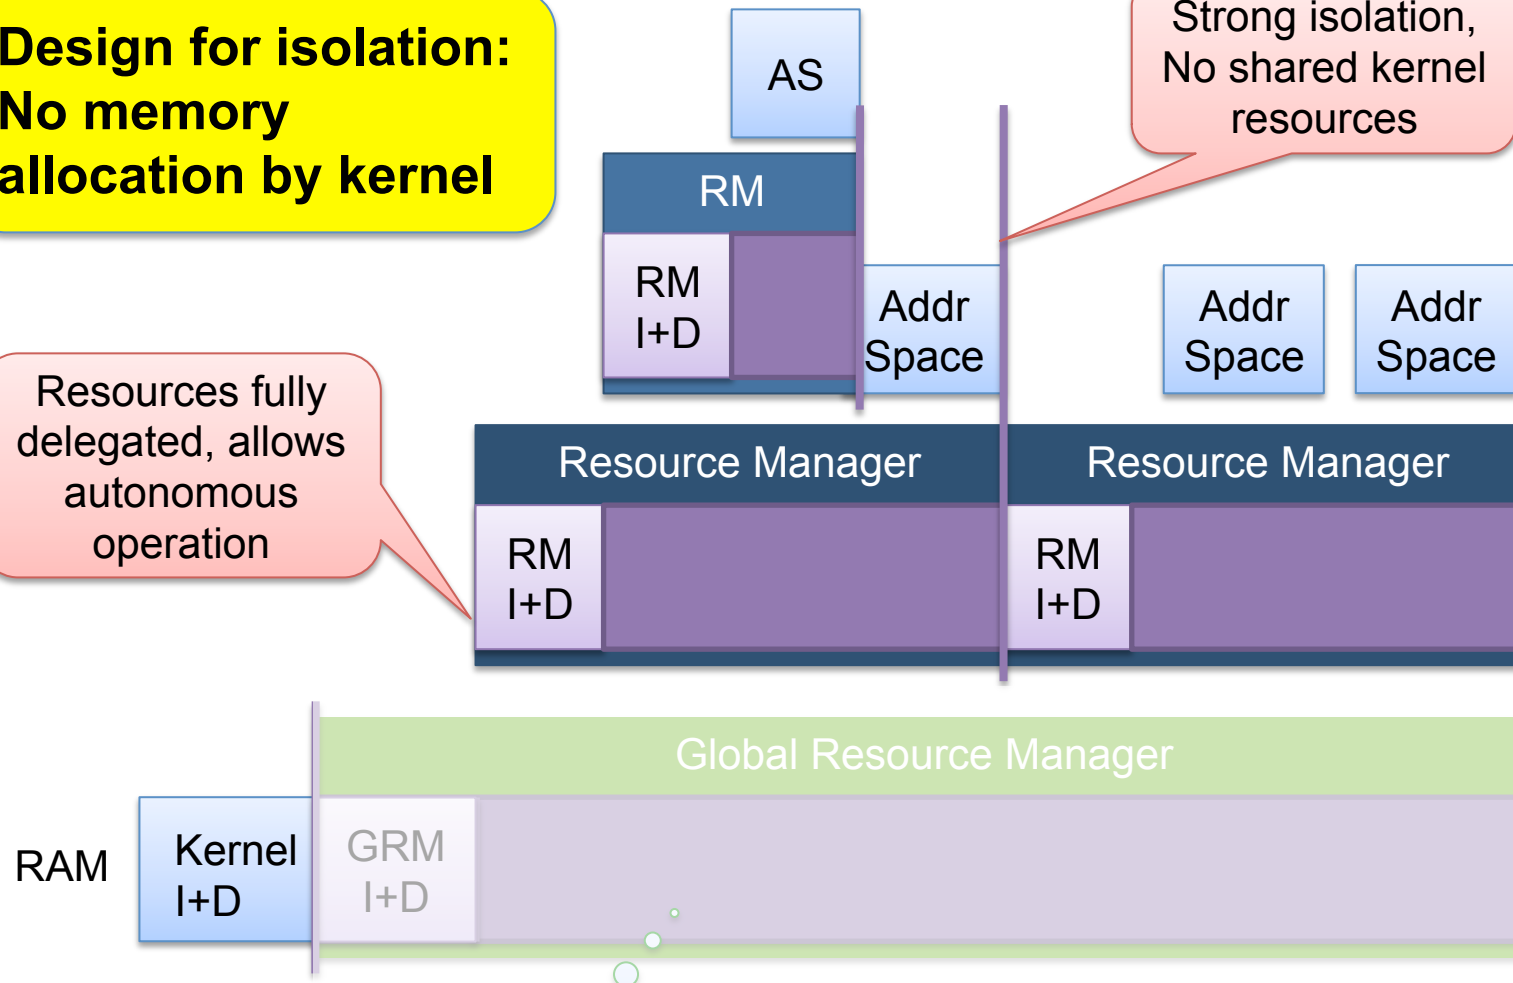 Design for isolation:
No memory
allocation by kernel
AS
Strong isolation,
No shared kernel
resources
RM
RM
I+D
Addr
Space
Addr
Space
Addr
Space
Resources fully
delegated, allows
autonomous
operation
Resource Manager
Resource Manager
RM
I+D
RM
I+D
Global Resource Manager
RAM
Kernel
I+D
GRM
I+D